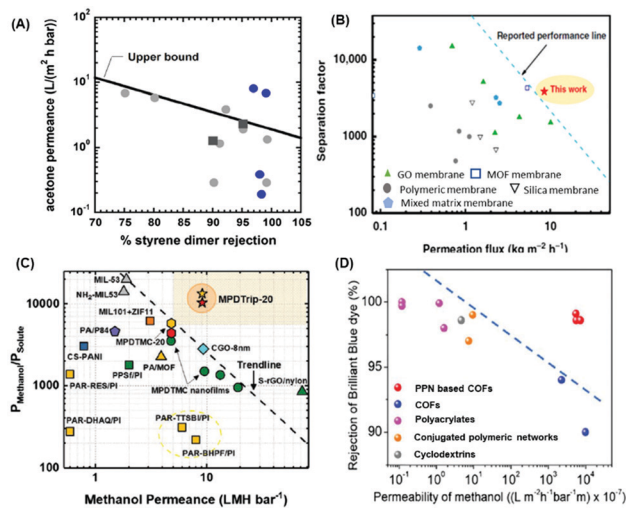 (A)
acetone permeance (L/(m² h bar))
10²
10¹
10⁰
10⁻¹
Upper bound
70 75 80 85 90 95 100 105
% styrene dimer rejection
(B)
Separation factor
10,000
1000
100
Reported performance line
This work
GO membrane
MOF membrane
Polymeric membrane
Silica membrane
Mixed matrix membrane
0.1 1 10
Permeation flux (kg m⁻² h⁻¹)
(C)
P_Methanol/P_Solute
10000
1000
100
MIL-53
NH₂-MIL53
MPDTrip-20
MIL101+ZIF11
PA/P84
MPDTMC-20
CS-PANI
CGO-8nm
PPSf/PI
PA/MOF
Trendline
PAR-RES/PI
MPDTMC nanofilms
S-rGO/nylon
PAR-TTSBI/PI
PAR-DHAQ/PI
PAR-BHPF/PI
1 10
Methanol Permeance (LMH bar⁻¹)
(D)
Rejection of Brilliant Blue dye (%)
100
95
90
PPN based COFs
COFs
Polyacrylates
Conjugated polymeric networks
Cyclodextrins
10⁻¹ 10⁰ 10¹ 10² 10³ 10⁴
Permeability of methanol ((L m⁻²h⁻¹bar⁻¹m) x 10⁻⁷)